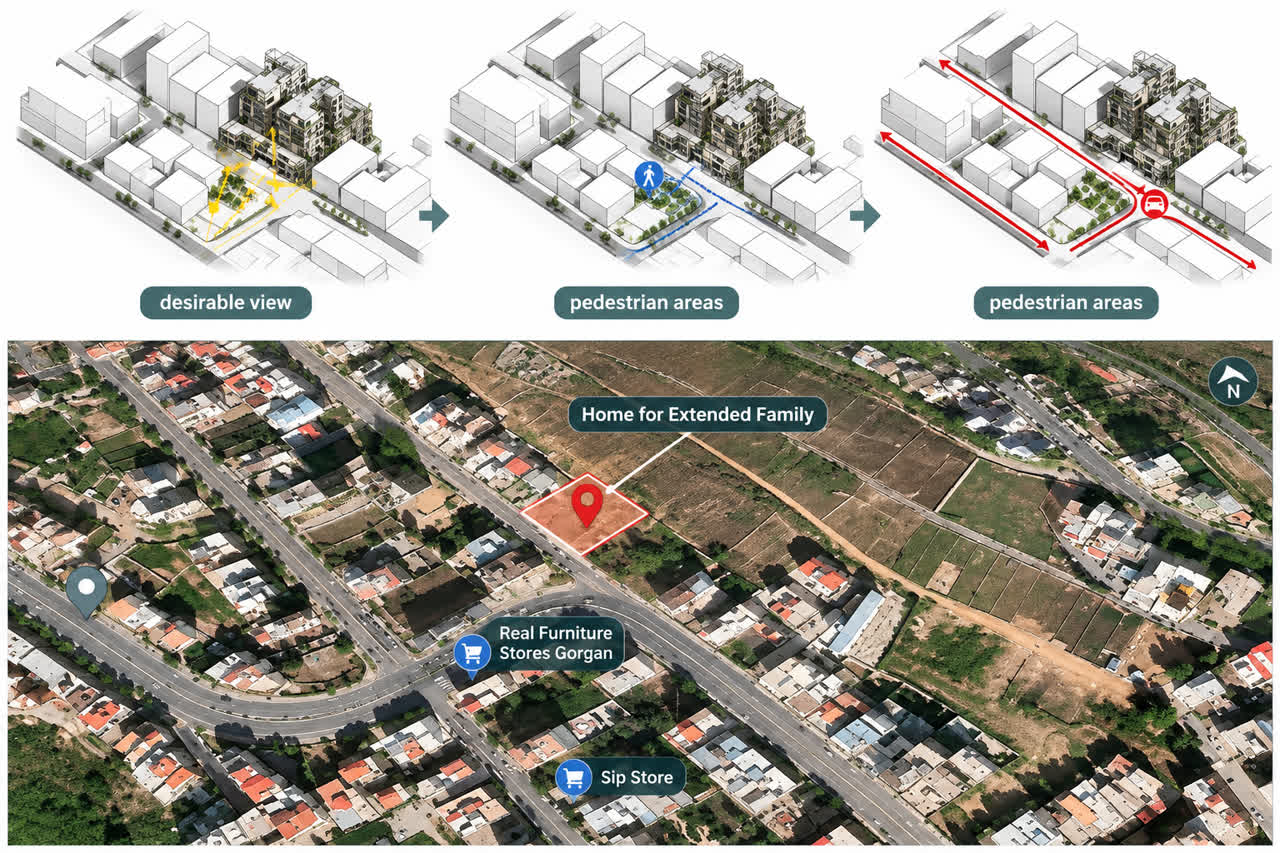 desirable view
pedestrian areas
pedestrian areas
N
Home for Extended Family
Real Furniture
Stores Gorgan
Sip Store